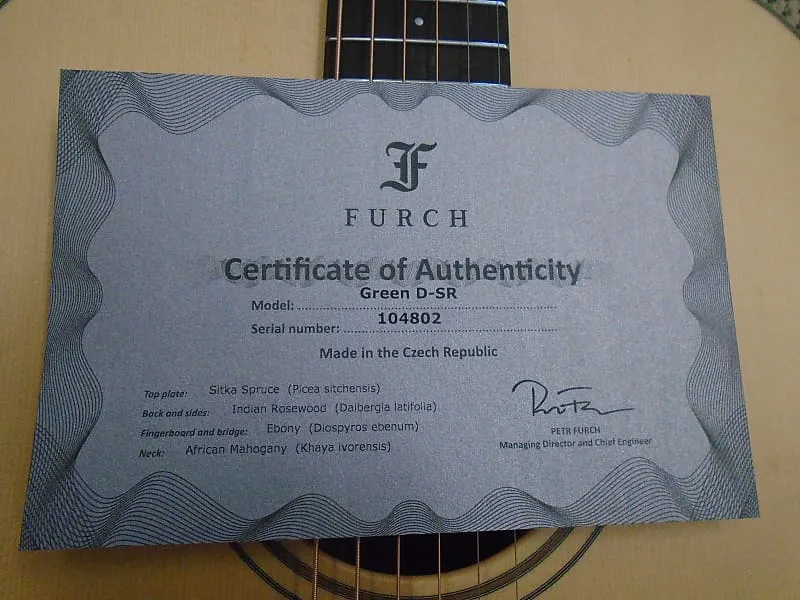 F
FURCH
Certificate of Authenticity
Model: Green D-SR
Serial number: 104802
Made in the Czech Republic
Top plate: Sitka Spruce (Picea sitchensis)
Back and sides: Indian Rosewood (Dalbergia latifolia)
Fingerboard and bridge: Ebony (Diospyros ebenum)
Neck: African Mahogany (Khaya ivorensis)
PETR FURCH
Managing Director and Chief Engineer